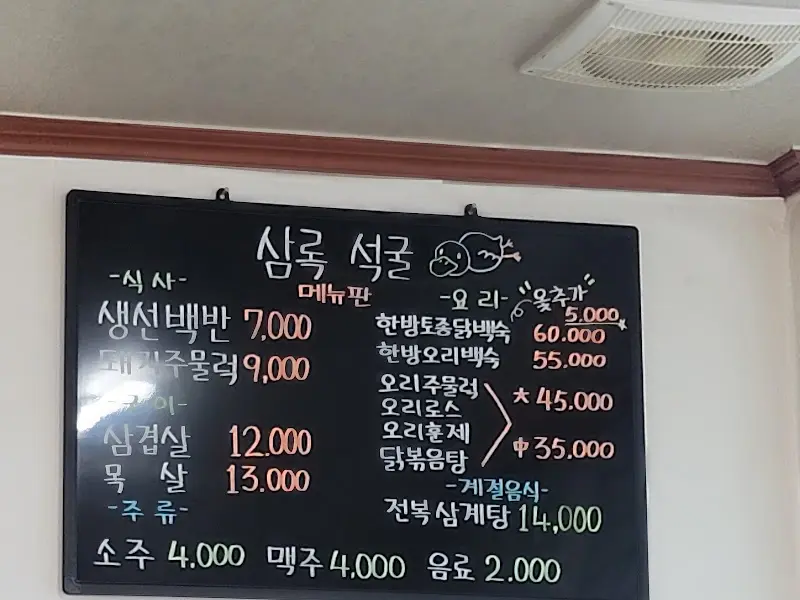 삼록 석굴
메뉴판
-식사-
생선백반 7,000
돼지주물럭 9,000
-구이-
삼겹살 12.000
목 살 13.000
-주 류-
소주 4.000 맥주 4,000 음료 2.000
-요 리-
"옻추가"
5.000
한방토종닭백숙 60.000
한방오리백숙 55.000
오리주물럭
오리로스
오리훈제
닭볶음탕
大 45.000
中 35.000
-계절음식-
전복삼계탕 14,000